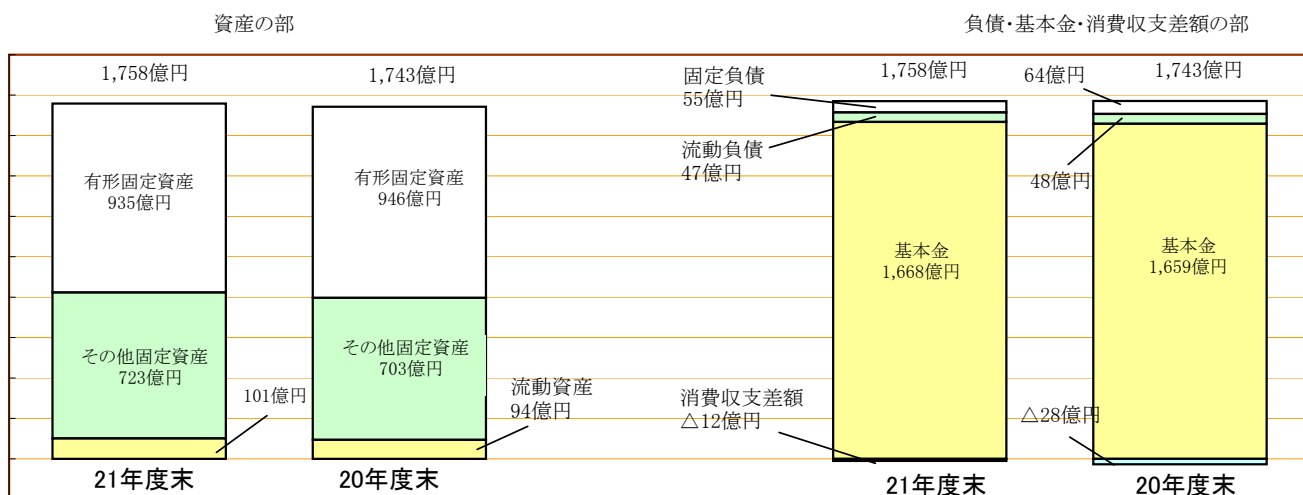 資産の部
負債・基本金・消費収支差額の部
1,758億円
1,743億円
有形固定資産
935億円
有形固定資産
946億円
その他固定資産
723億円
その他固定資産
703億円
101億円
流動資産
94億円
21年度末
20年度末
固定負債
55億円
1,758億円
64億円
1,743億円
流動負債
47億円
48億円
基本金
1,668億円
基本金
1,659億円
消費収支差額
△12億円
△28億円
21年度末
20年度末